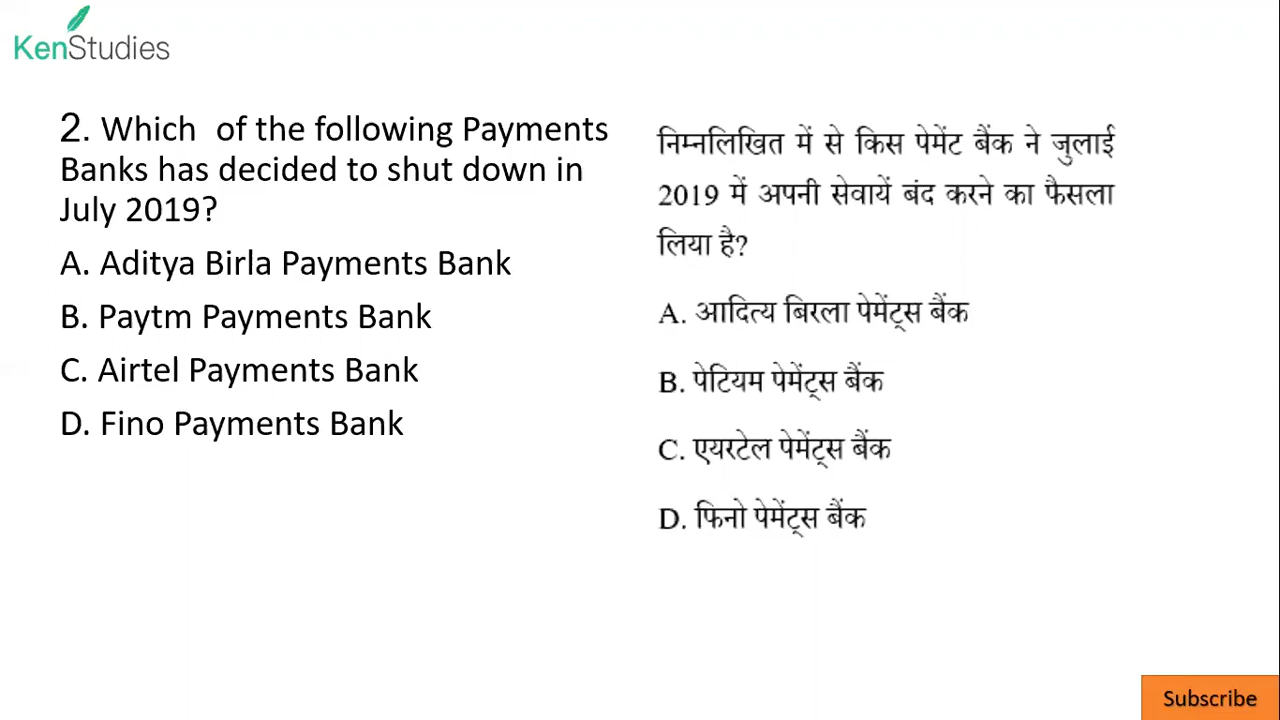 KenStudies
2. Which of the following Payments
Banks has decided to shut down in
July 2019?
A. Aditya Birla Payments Bank
B. Paytm Payments Bank
C. Airtel Payments Bank
D. Fino Payments Bank
निम्नलिखित में से किस पेमेंट बैंक ने जुलाई
2019 में अपनी सेवायें बंद करने का फैसला
लिया है?
A. आदित्य बिरला पेमेंट्स बैंक
B. पेटियम पेमेंट्स बैंक
C. एयरटेल पेमेंट्स बैंक
D. फिनो पेमेंट्स बैंक
Subscribe